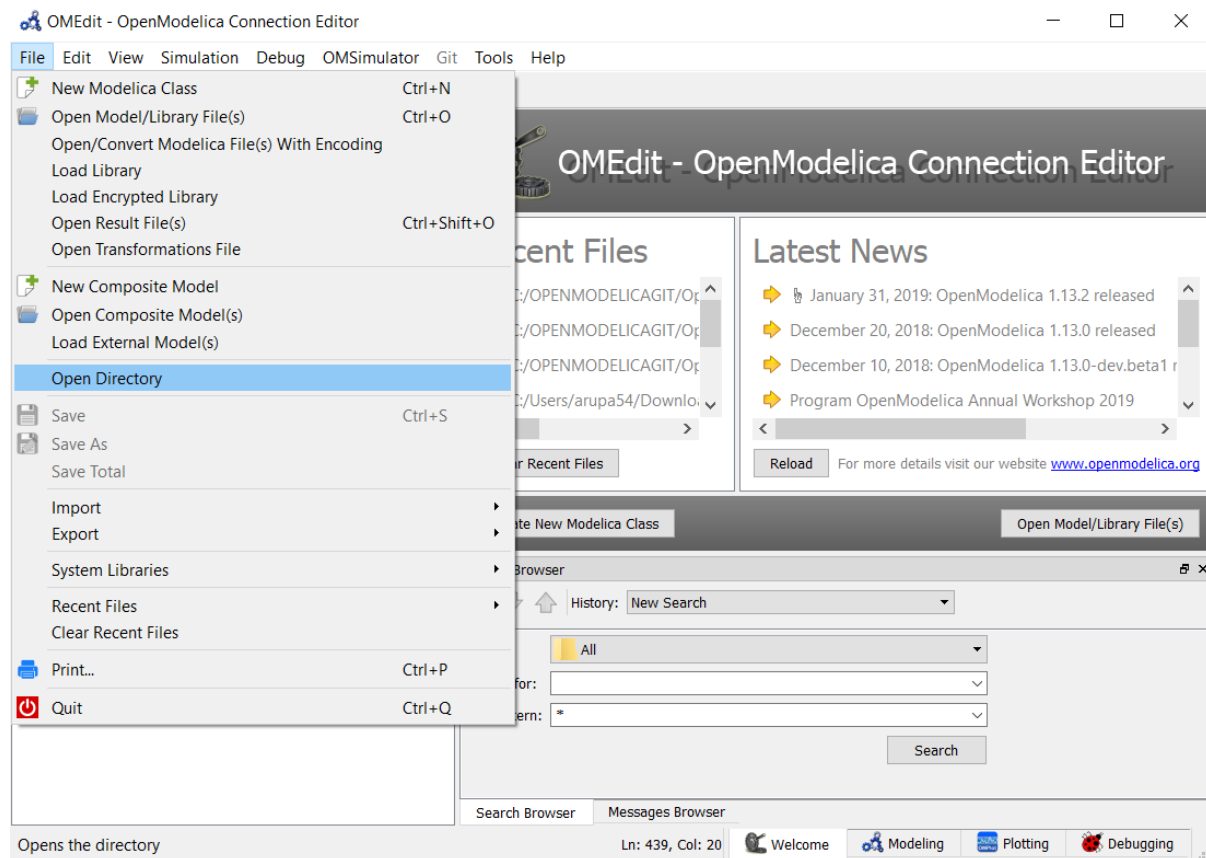 OMEdit - OpenModelica Connection Editor
File Edit View Simulation Debug OMSimulator Git Tools Help
New Modelica Class Ctrl+N
Open Model/Library File(s) Ctrl+O
Open/Convert Modelica File(s) With Encoding
Load Library
Load Encrypted Library
Open Result File(s) Ctrl+Shift+O
Open Transformations File
New Composite Model
Open Composite Model(s)
Load External Model(s)
Open Directory
Save Ctrl+S
Save As
Save Total
Import
Export
System Libraries
Recent Files
Clear Recent Files
Print... Ctrl+P
Quit Ctrl+Q
OMEdit - OpenModelica Connection Editor
cent Files
:/OPENMODELICAGIT/Op
:/OPENMODELICAGIT/Op
:/OPENMODELICAGIT/Op
:/Users/arupa54/Downlo
r Recent Files
Latest News
January 31, 2019: OpenModelica 1.13.2 released
December 20, 2018: OpenModelica 1.13.0 released
December 10, 2018: OpenModelica 1.13.0-dev.beta1 r
Program OpenModelica Annual Workshop 2019
Reload For more details visit our website www.openmodelica.org
ate New Modelica Class Open Model/Library File(s)
Browser
History: New Search
All
for:
ern: *
Search
Search Browser Messages Browser
Opens the directory Ln: 439, Col: 20 Welcome Modeling Plotting Debugging